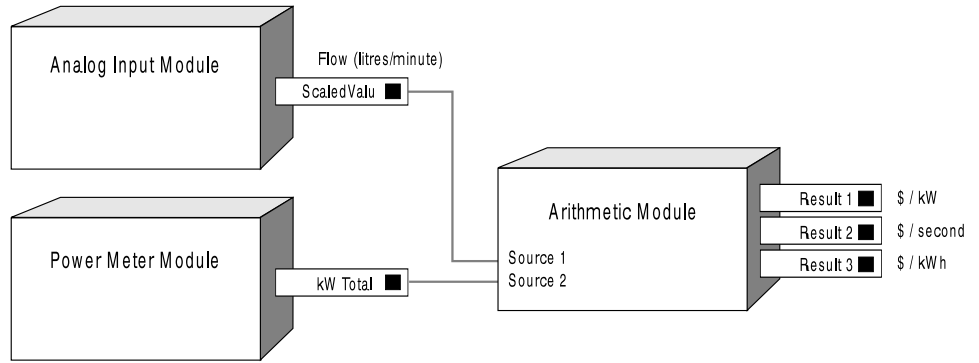 Analog Input Module
Flow (litres/minute)
ScaledValu
Power Meter Module
kW Total
Arithmetic Module
Source 1
Source 2
Result 1
$ / kW
Result 2
$ / second
Result 3
$ / kWh